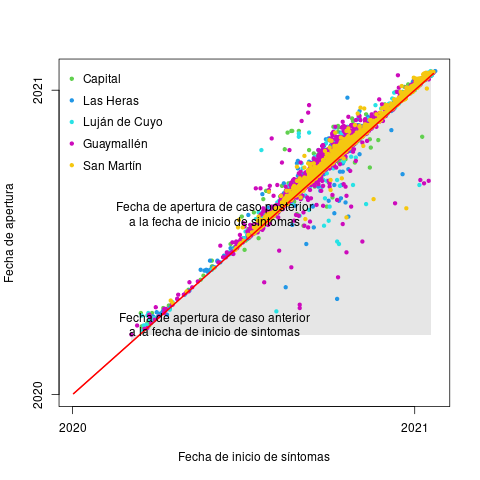 2021
Capital
Las Heras
Luján de Cuyo
Guaymallén
San Martín
Fecha de apertura de caso posterior
a la fecha de inicio de síntomas
Fecha de apertura de caso anterior
a la fecha de inicio de sintomas
Fecha de apertura
2020
2020
2021
Fecha de inicio de síntomas